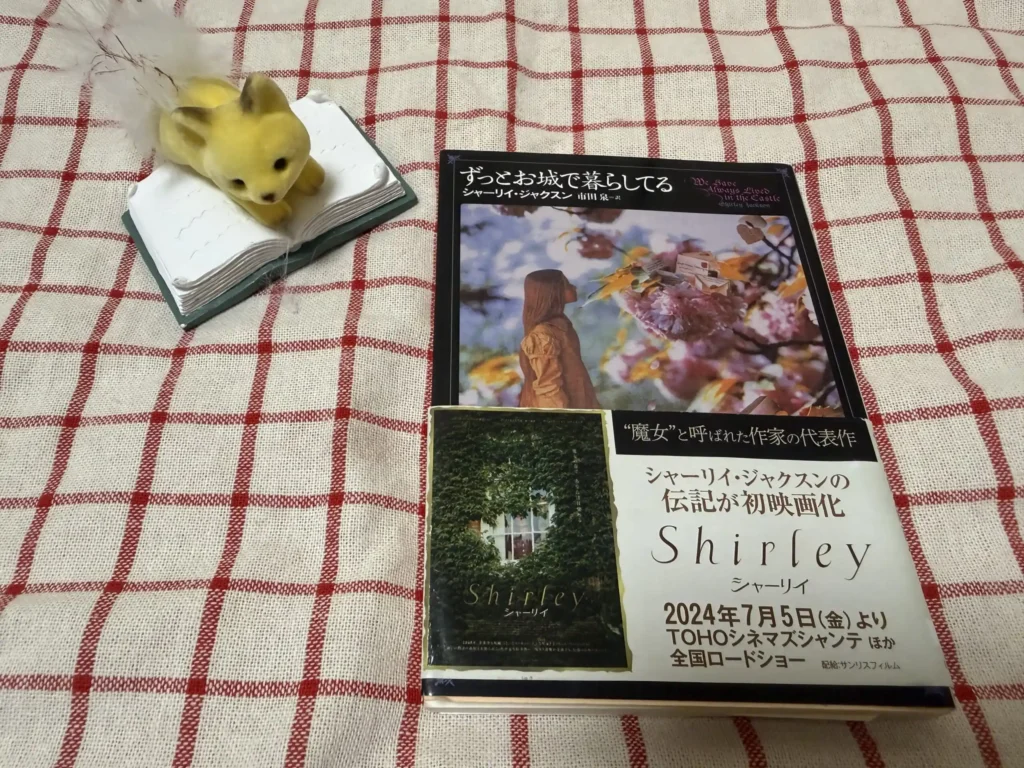 ずっとお城で暮らしてる
シャーリイ・ジャクスン 市田 泉=訳
We Have
Always Lived
in the Castle
Shirley Jackson
“魔女”と呼ばれた作家の代表作
シャーリイ・ジャクスンの
伝記が初映画化
Shirley
シャーリイ
2024年7月5日(金)より
TOHOシネマズシャンテ ほか
全国ロードショー
配給:サンリスフィルム
Shirley
シャーリイ